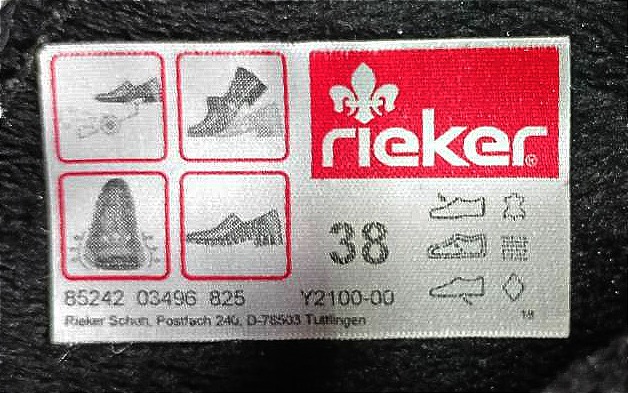 rieker®
38
85242 03496 825 Y2100-00
Rieker Schuh, Postfach 240, D-78503 Tuttlingen